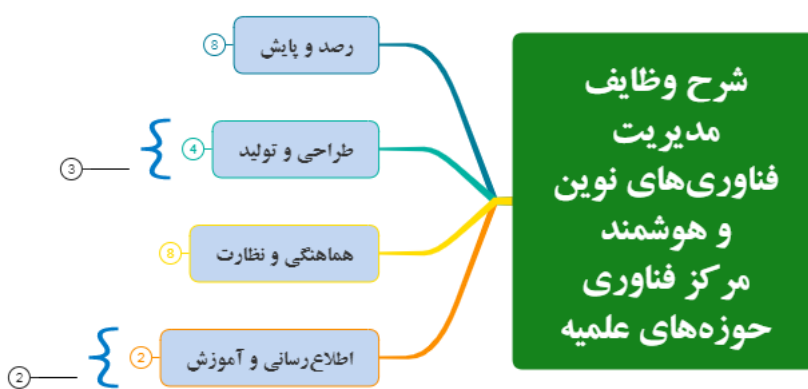 شرح وظایف
مدیریت
فناوری‌های نوین
و هوشمند
مرکز فناوری
حوزه‌های علمیه
رصد و پایش
8
طراحی و تولید
4
3
هماهنگی و نظارت
8
اطلاع‌رسانی و آموزش
2
2